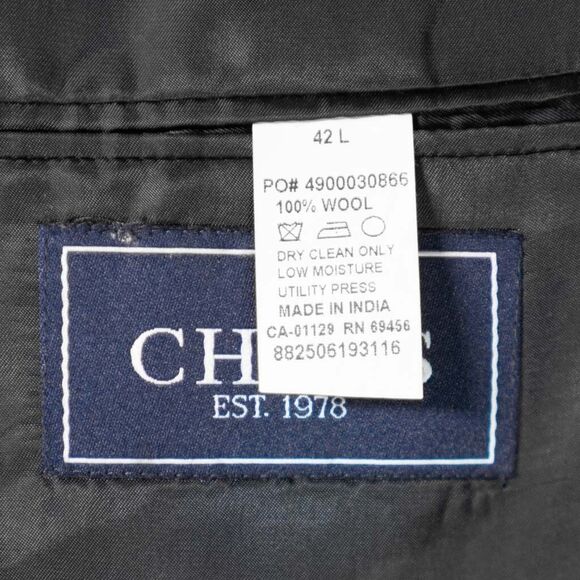 42 L
PO# 4900030866
100% WOOL
DRY CLEAN ONLY
LOW MOISTURE
UTILITY PRESS
MADE IN INDIA
CA-01129 RN 69456
882506193116
EST. 1978